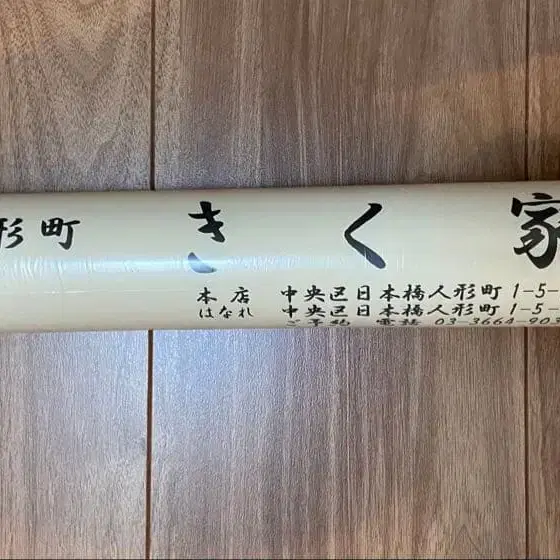 形町 きく家
本店 中央区日本橋人形町1-5-
はなれ 中央区日本橋人形町1-5-
ご予約 電話 03-3664-903